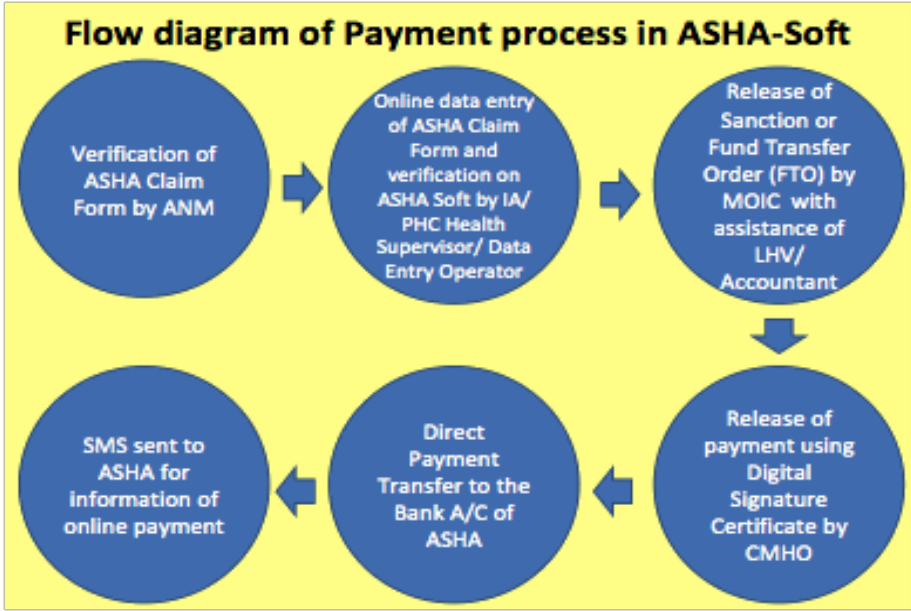 Flow diagram of Payment process in ASHA-Soft
Verification of
ASHA Claim
Form by ANM
Online data entry
of ASHA Claim
Form and
verification on
ASHA Soft by IA/
PHC Health
Supervisor/ Data
Entry Operator
Release of
Sanction or
Fund Transfer
Order (FTO) by
MOIC with
assistance of
LHV/
Accountant
Release of
payment using
Digital
Signature
Certificate by
CMHO
Direct
Payment
Transfer to the
Bank A/C of
ASHA
SMS sent to
ASHA for
information of
online payment